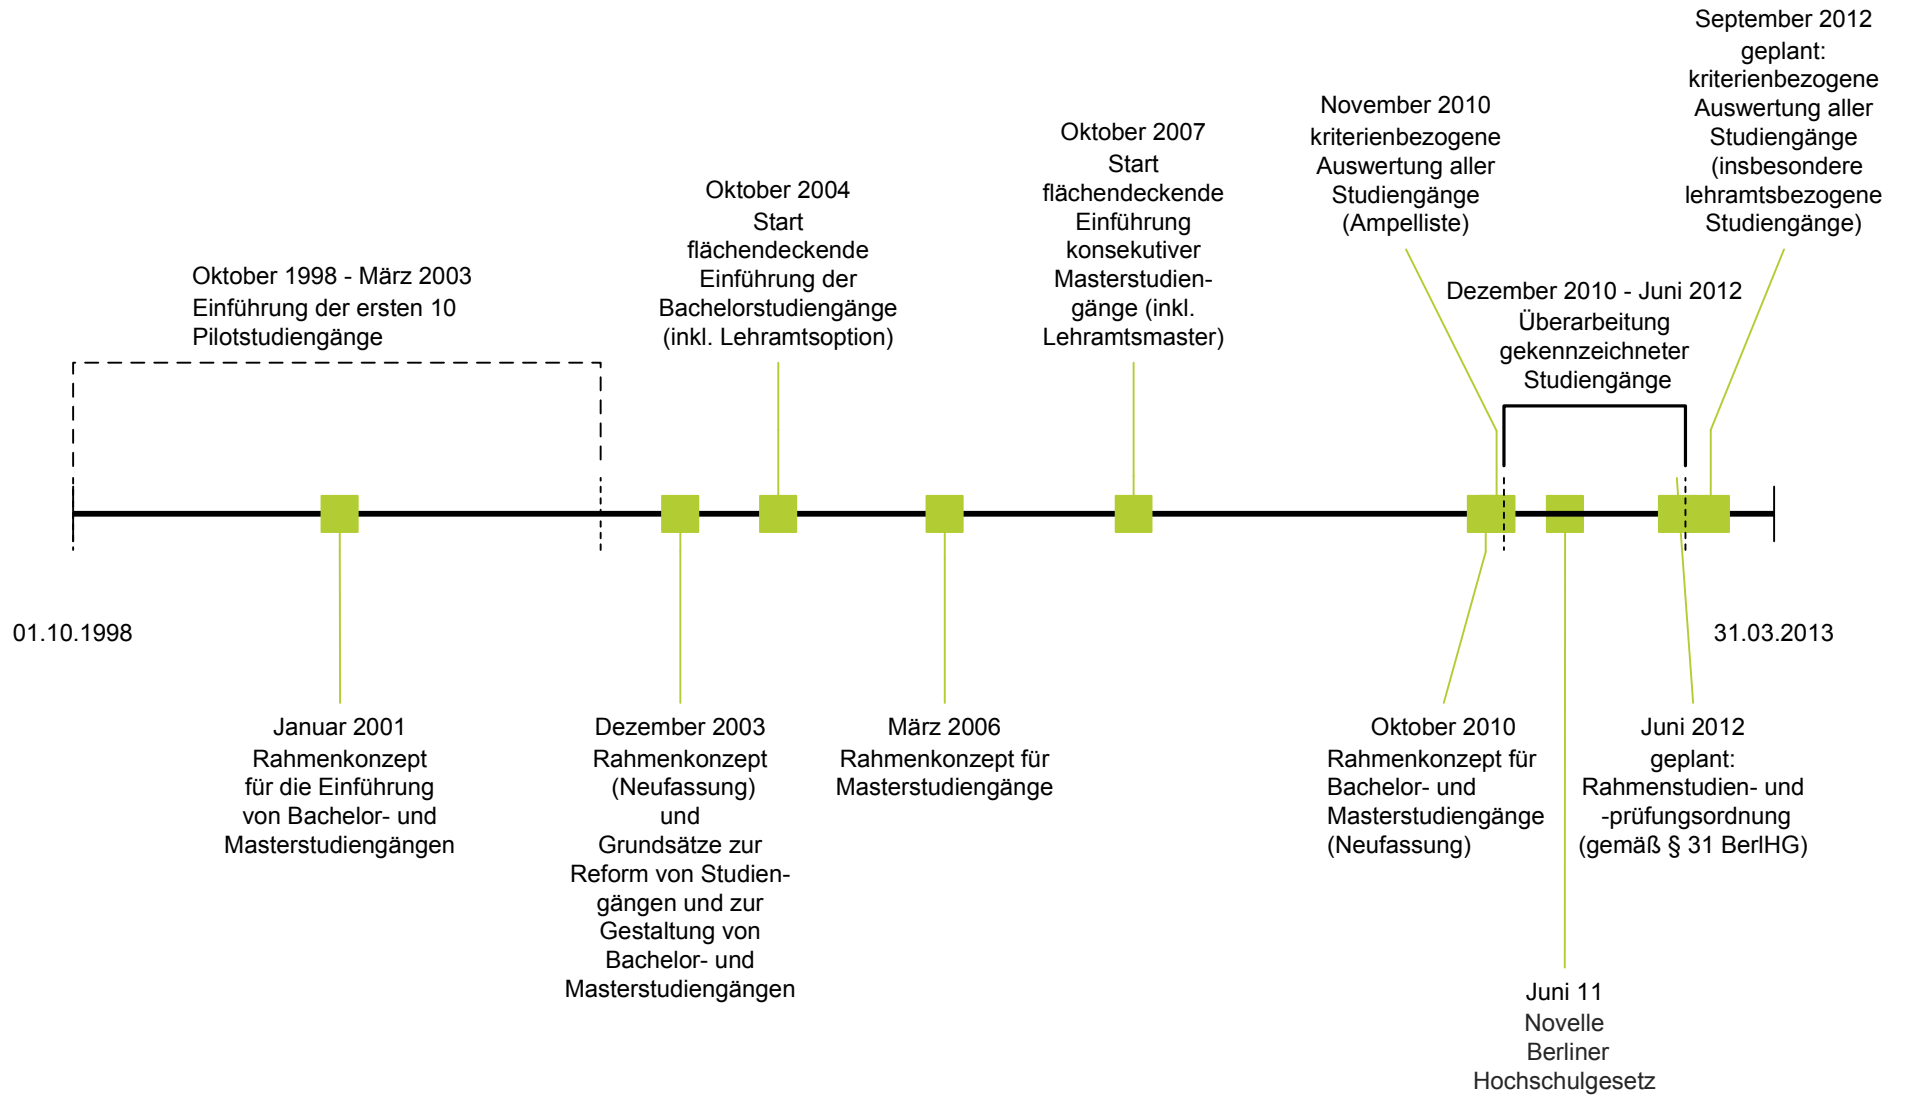 Oktober 1998 - März 2003
Einführung der ersten 10
Pilotstudiengänge
Oktober 2004
Start
flächendeckende
Einführung der
Bachelorstudiengänge
(inkl. Lehramtsoption)
Oktober 2007
Start
flächendeckende
Einführung
konsekutiver
Masterstudien-
gänge (inkl.
Lehramtsmaster)
November 2010
kriterienbezogene
Auswertung aller
Studiengänge
(Ampelliste)
Dezember 2010 - Juni 2012
Überarbeitung
gekennzeichneter
Studiengänge
September 2012
geplant:
kriterienbezogene
Auswertung aller
Studiengänge
(insbesondere
lehramtsbezogene
Studiengänge)
01.10.1998
31.03.2013
Januar 2001
Rahmenkonzept
für die Einführung
von Bachelor- und
Masterstudiengängen
Dezember 2003
Rahmenkonzept
(Neufassung)
und
Grundsätze zur
Reform von Studien-
gängen und zur
Gestaltung von
Bachelor- und
Masterstudiengängen
März 2006
Rahmenkonzept für
Masterstudiengänge
Oktober 2010
Rahmenkonzept für
Bachelor- und
Masterstudiengänge
(Neufassung)
Juni 11
Novelle
Berliner
Hochschulgesetz
Juni 2012
geplant:
Rahmenstudien- und
-prüfungsordnung
(gemäß § 31 BerlHG)